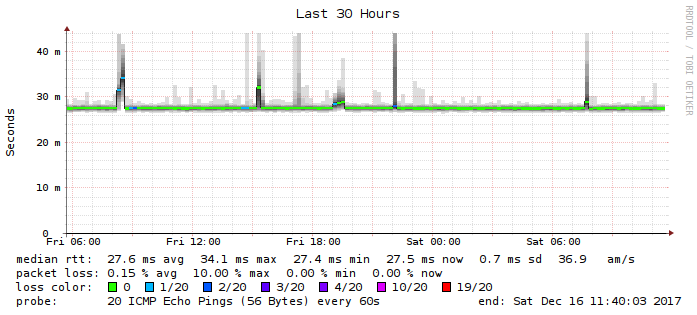 Last 30 Hours
RRDTOOL / TOBI OETIKER
Seconds
40 m
30 m
20 m
10 m
0
Fri 06:00 Fri 12:00 Fri 18:00 Sat 00:00 Sat 06:00
median rtt: 27.6 ms avg 34.1 ms max 27.4 ms min 27.5 ms now 0.7 ms sd 36.9 am/s
packet loss: 0.15 % avg 10.00 % max 0.00 % min 0.00 % now
loss color: 0 1/20 2/20 3/20 4/20 10/20 19/20
probe: 20 ICMP Echo Pings (56 Bytes) every 60s end: Sat Dec 16 11:40:03 2017